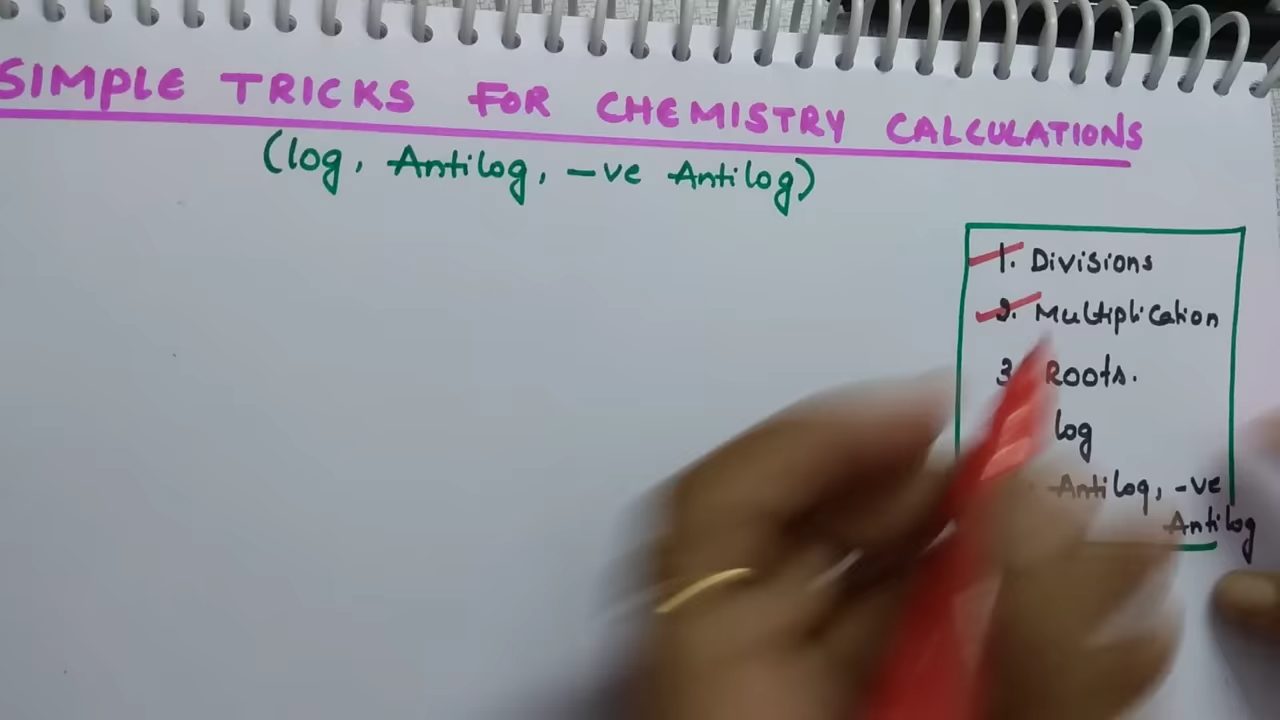 SIMPLE TRICKS FOR CHEMISTRY CALCULATIONS
(log, Antilog, -ve Antilog)
1. Divisions
2. Multiplication
3 Roots.
log
Antilog, -ve
Antilog